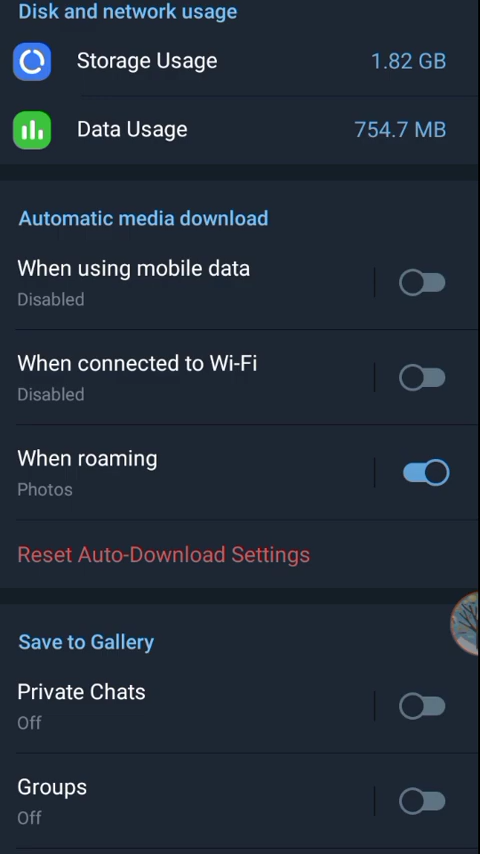 Disk and network usage
Storage Usage 1.82 GB
Data Usage 754.7 MB
Automatic media download
When using mobile data
Disabled
When connected to Wi-Fi
Disabled
When roaming
Photos
Reset Auto-Download Settings
Save to Gallery
Private Chats
Off
Groups
Off